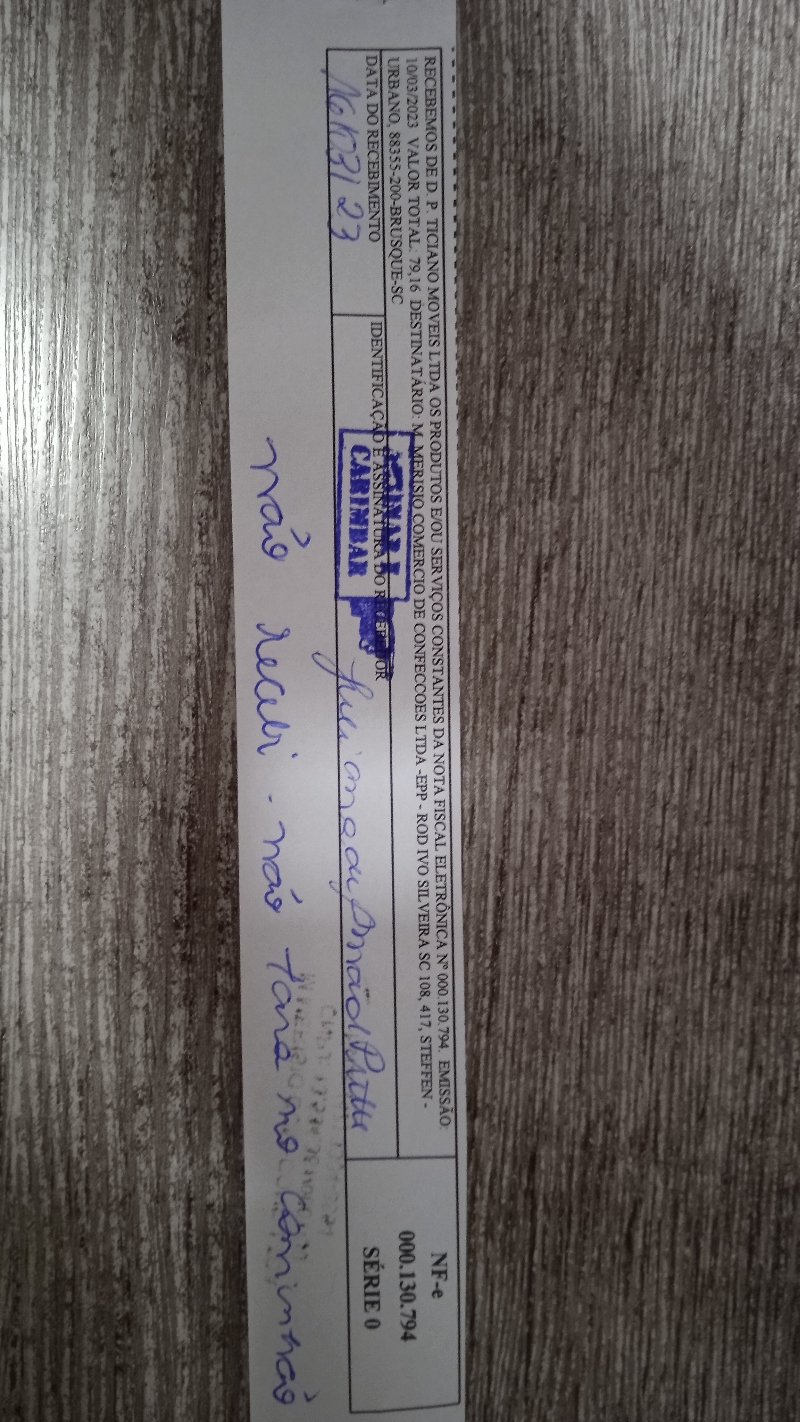 RECEBEMOS DE D. P. TICIANO MOVEIS LTDA OS PRODUTOS E/OU SERVIÇOS CONSTANTES DA NOTA FISCAL ELETRÔNICA Nº 000.130.794. EMISSÃO:
10/03/2023 VALOR TOTAL: 79,16 DESTINATÁRIO: M. MERISIO COMERCIO DE CONFECCOES LTDA -EPP - ROD IVO SILVEIRA SC 108, 417, STEFFEN -
URBANO, 88355-200-BRUSQUE-SC
DATA DO RECEBIMENTO
16/03/23
IDENTIFICAÇÃO E ASSINATURA DO RECEBEDOR
ASSINAR E
CARIMBAR
NF-e
000.130.794
SÉRIE 0
não recebi. não tava no caminhão